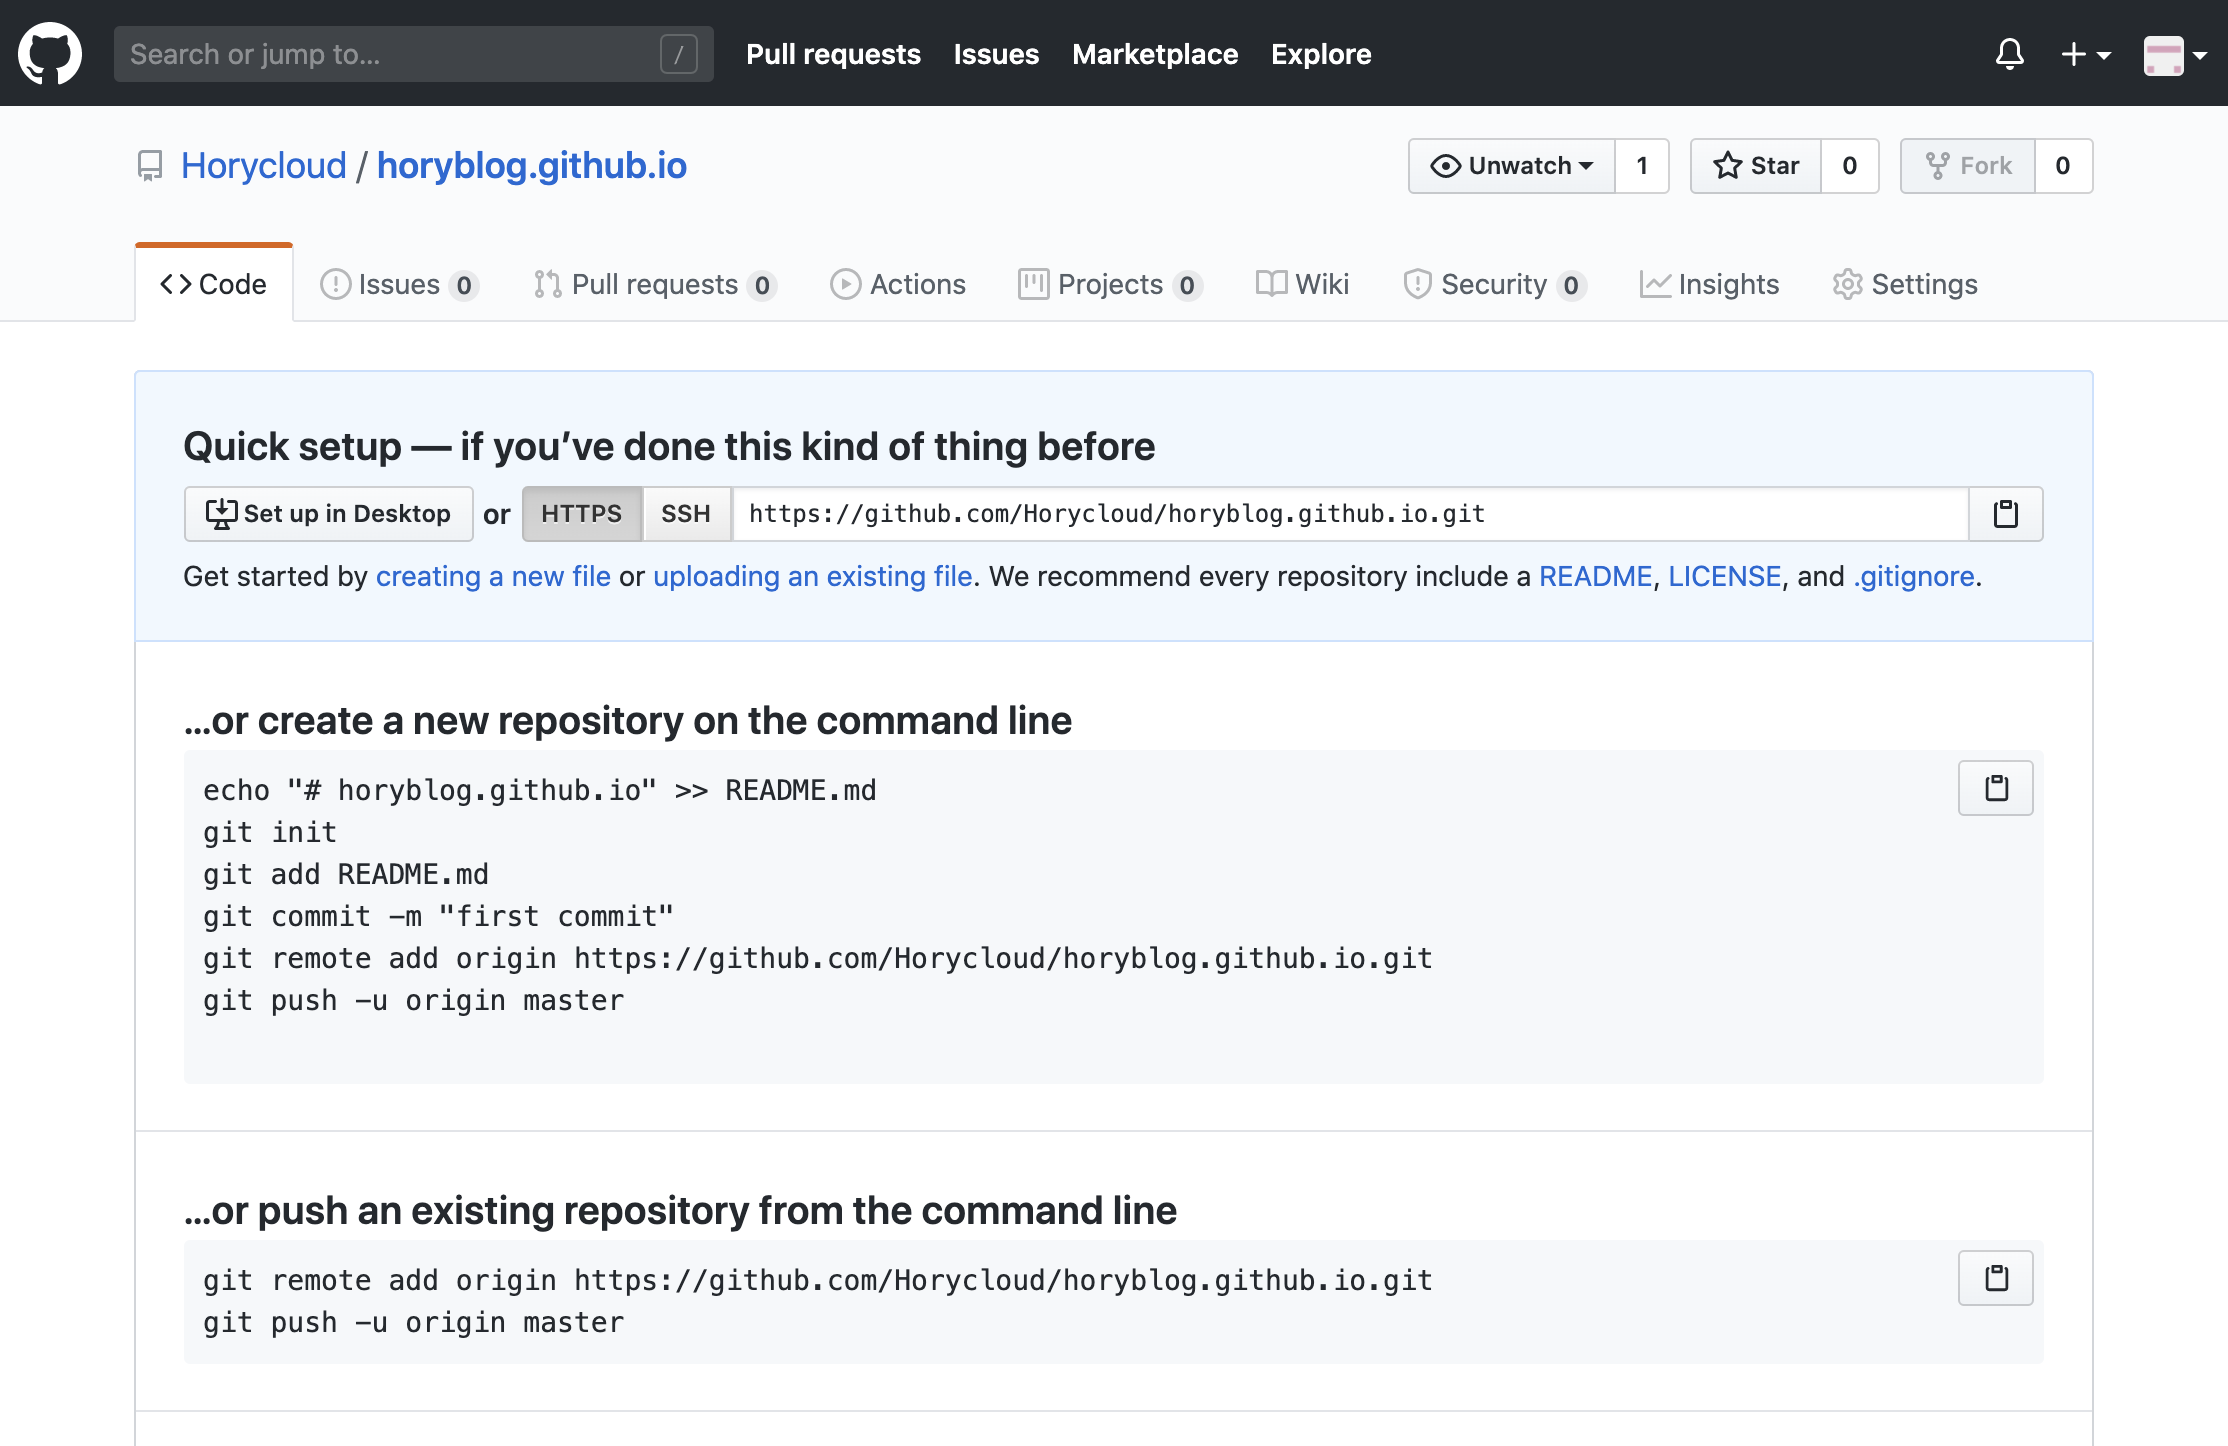 Search or jump to... /
Pull requests Issues Marketplace Explore
Horycloud / horyblog.github.io
Unwatch 1 Star 0 Fork 0
Code Issues 0 Pull requests 0 Actions Projects 0 Wiki Security 0 Insights Settings
Quick setup — if you’ve done this kind of thing before
Set up in Desktop or HTTPS SSH https://github.com/Horycloud/horyblog.github.io.git
Get started by creating a new file or uploading an existing file. We recommend every repository include a README, LICENSE, and .gitignore.
…or create a new repository on the command line
echo "# horyblog.github.io" >> README.md
git init
git add README.md
git commit -m "first commit"
git remote add origin https://github.com/Horycloud/horyblog.github.io.git
git push -u origin master
…or push an existing repository from the command line
git remote add origin https://github.com/Horycloud/horyblog.github.io.git
git push -u origin master